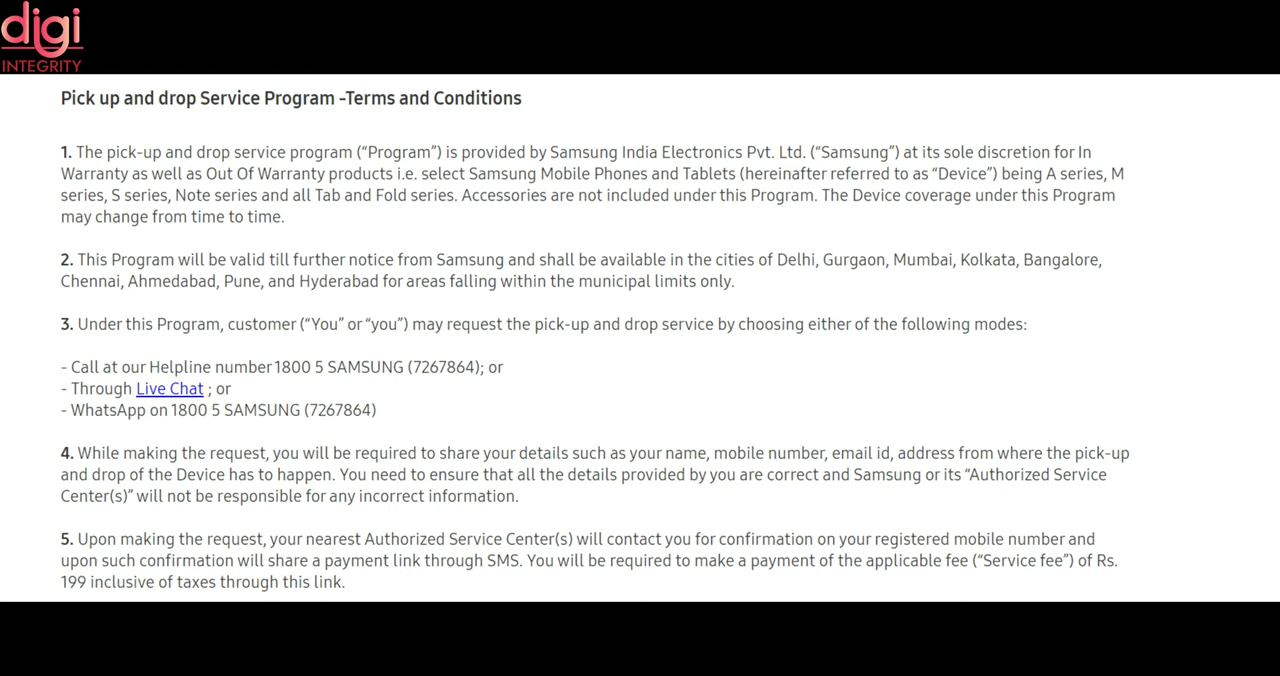 digi
INTEGRITY
Pick up and drop Service Program -Terms and Conditions
1. The pick-up and drop service program (“Program”) is provided by Samsung India Electronics Pvt. Ltd. (“Samsung”) at its sole discretion for In
Warranty as well as Out Of Warranty products i.e. select Samsung Mobile Phones and Tablets (hereinafter referred to as “Device”) being A series, M
series, S series, Note series and all Tab and Fold series. Accessories are not included under this Program. The Device coverage under this Program
may change from time to time.
2. This Program will be valid till further notice from Samsung and shall be available in the cities of Delhi, Gurgaon, Mumbai, Kolkata, Bangalore,
Chennai, Ahmedabad, Pune, and Hyderabad for areas falling within the municipal limits only.
3. Under this Program, customer (“You” or “you”) may request the pick-up and drop service by choosing either of the following modes:
- Call at our Helpline number 1800 5 SAMSUNG (7267864); or
- Through Live Chat ; or
- WhatsApp on 1800 5 SAMSUNG (7267864)
4. While making the request, you will be required to share your details such as your name, mobile number, email id, address from where the pick-up
and drop of the Device has to happen. You need to ensure that all the details provided by you are correct and Samsung or its “Authorized Service
Center(s)” will not be responsible for any incorrect information.
5. Upon making the request, your nearest Authorized Service Center(s) will contact you for confirmation on your registered mobile number and
upon such confirmation will share a payment link through SMS. You will be required to make a payment of the applicable fee (“Service fee”) of Rs.
199 inclusive of taxes through this link.